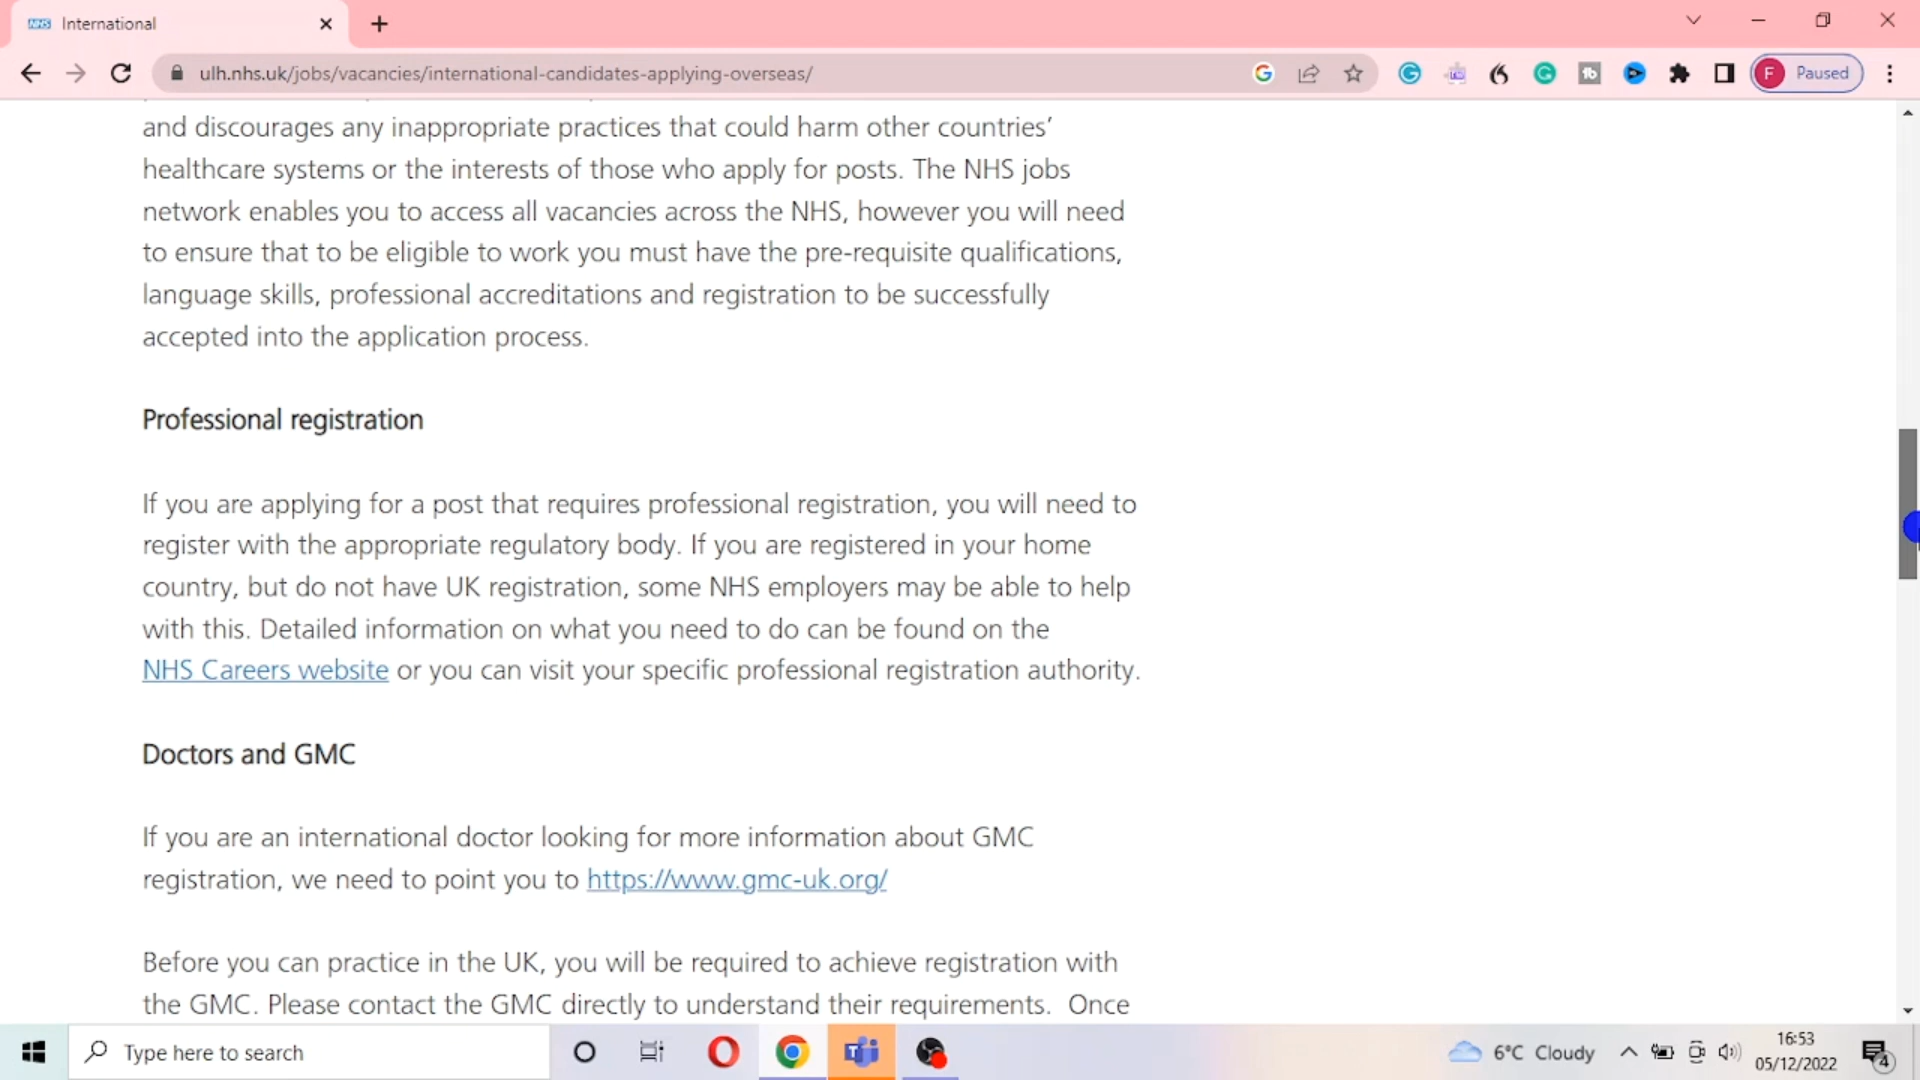 NHS International
ulh.nhs.uk/jobs/vacancies/international-candidates-applying-overseas/
F Paused
and discourages any inappropriate practices that could harm other countries’
healthcare systems or the interests of those who apply for posts. The NHS jobs
network enables you to access all vacancies across the NHS, however you will need
to ensure that to be eligible to work you must have the pre-requisite qualifications,
language skills, professional accreditations and registration to be successfully
accepted into the application process.
Professional registration
If you are applying for a post that requires professional registration, you will need to
register with the appropriate regulatory body. If you are registered in your home
country, but do not have UK registration, some NHS employers may be able to help
with this. Detailed information on what you need to do can be found on the
NHS Careers website or you can visit your specific professional registration authority.
Doctors and GMC
If you are an international doctor looking for more information about GMC
registration, we need to point you to https://www.gmc-uk.org/
Before you can practice in the UK, you will be required to achieve registration with
the GMC. Please contact the GMC directly to understand their requirements. Once
Type here to search
6°C Cloudy
16:53
05/12/2022
4